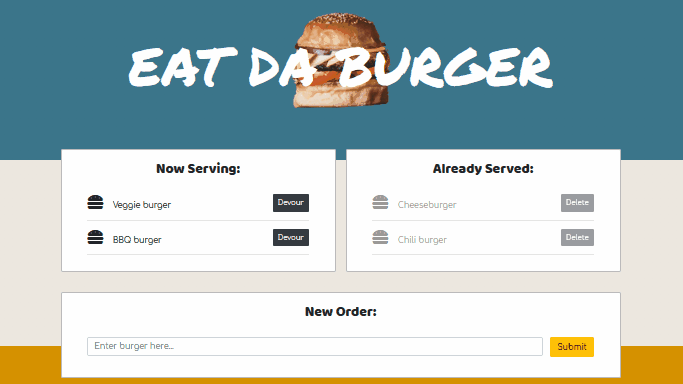 EAT DA BURGER
Now Serving:
Veggie burger
Devour
BBQ burger
Devour
Already Served:
Cheeseburger
Delete
Chili burger
Delete
New Order:
Enter burger here...
Submit